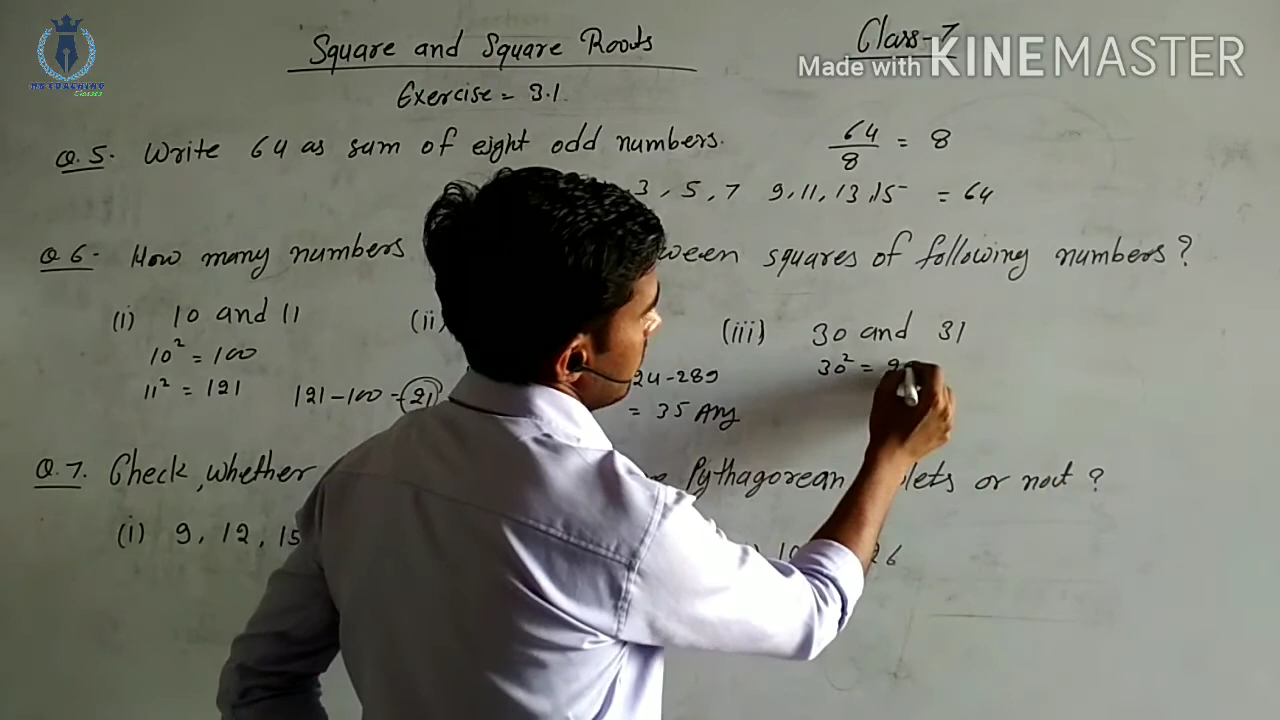 Square and Square Roots
Class-7
Made with KINEMASTER
Exercise = 3.1.
Q.5. Write 64 as sum of eight odd numbers.
64/8 = 8
3, 5, 7 9, 11, 13, 15 = 64
Q 6. How many numbers squares of following numbers?
(i) 10 and 11
(ii)
(iii) 30 and 31
10² = 100
11² = 121
121-100 = 21
24-289
= 35 Ans
30² =
Q.7. Check, whether Pythagorean or not?
(i) 9, 12, 15
26